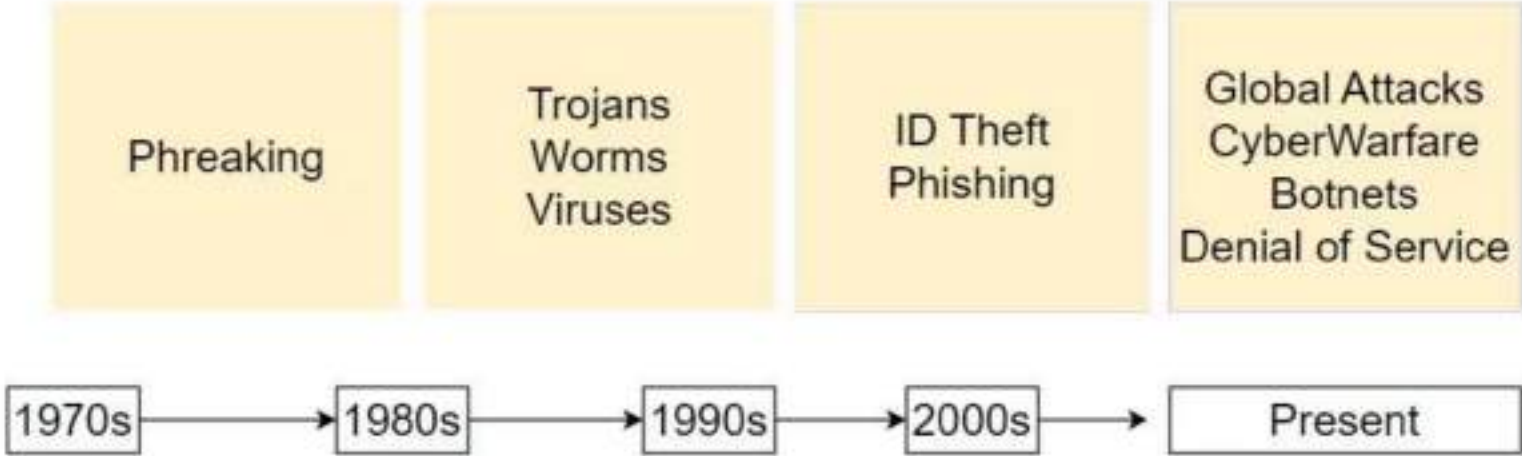 Phreaking
Trojans
Worms
Viruses
ID Theft
Phishing
Global Attacks
CyberWarfare
Botnets
Denial of Service
1970s
1980s
1990s
2000s
Present